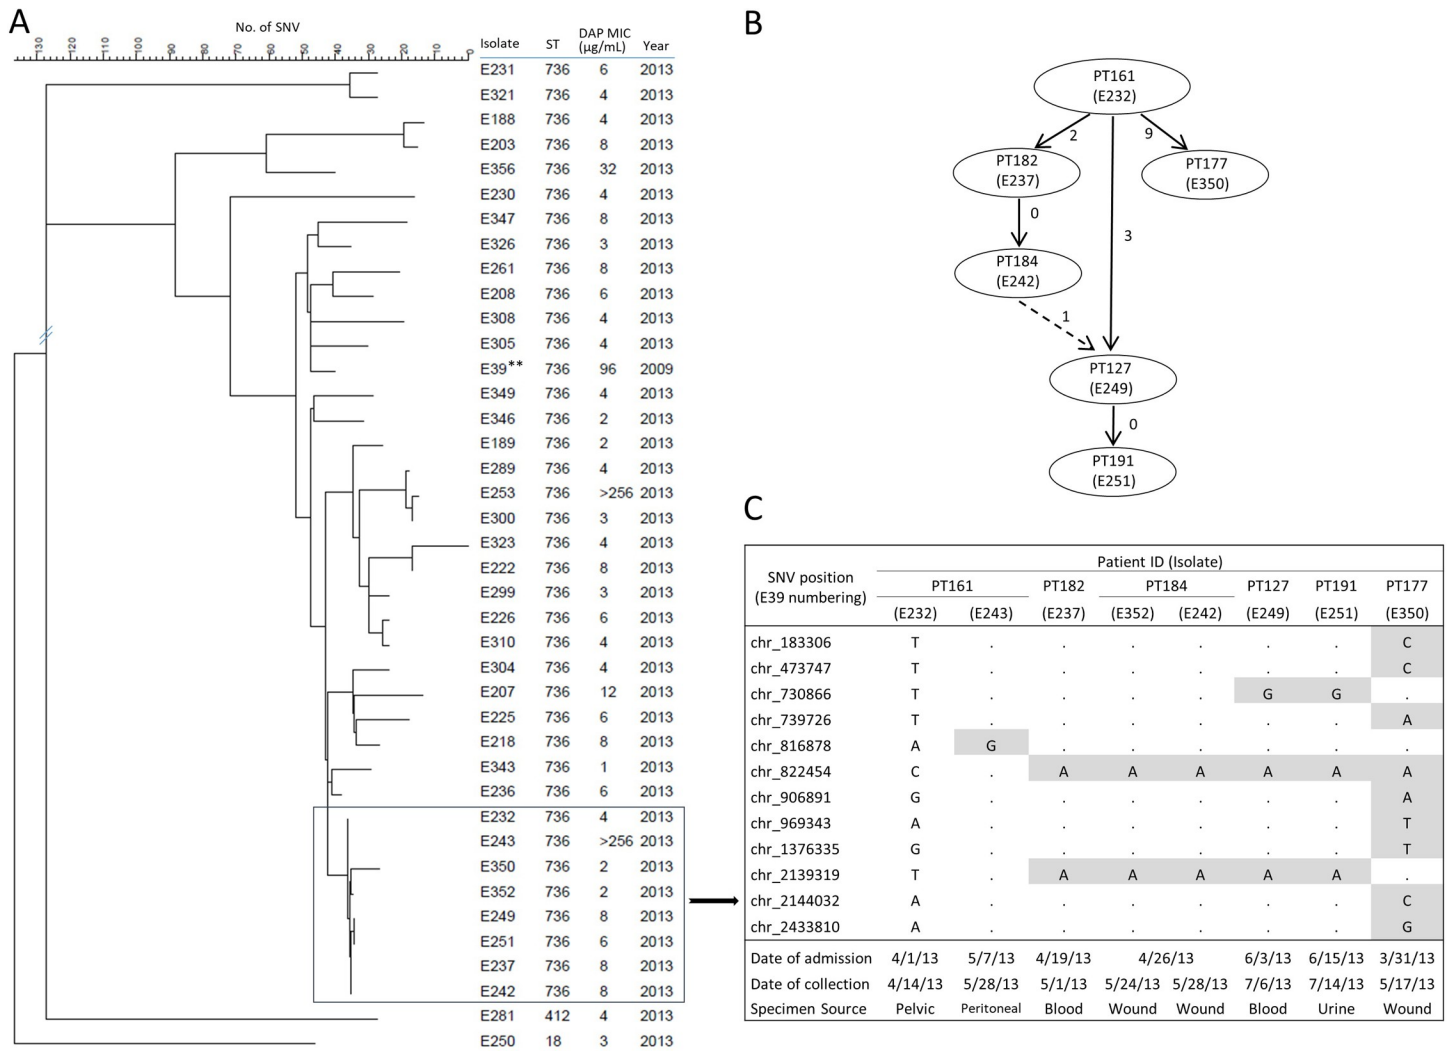 A
No. of SNV
130 120 110 100 90 80 70 60 50 40 30 20 10 0
Isolate ST DAP MIC (µg/mL) Year
E231 736 6 2013
E321 736 4 2013
E188 736 4 2013
E203 736 8 2013
E356 736 32 2013
E230 736 4 2013
E347 736 8 2013
E326 736 3 2013
E261 736 8 2013
E208 736 6 2013
E308 736 4 2013
E305 736 4 2013
E39** 736 96 2009
E349 736 4 2013
E346 736 2 2013
E189 736 2 2013
E289 736 4 2013
E253 736 >256 2013
E300 736 3 2013
E323 736 4 2013
E222 736 8 2013
E299 736 3 2013
E226 736 6 2013
E310 736 4 2013
E304 736 4 2013
E207 736 12 2013
E225 736 6 2013
E218 736 8 2013
E343 736 1 2013
E236 736 6 2013
E232 736 4 2013
E243 736 >256 2013
E350 736 2 2013
E352 736 2 2013
E249 736 8 2013
E251 736 6 2013
E237 736 8 2013
E242 736 8 2013
E281 412 4 2013
E250 18 3 2013
B
PT161
(E232)
2
9
PT182
(E237)
PT177
(E350)
0
3
PT184
(E242)
1
PT127
(E249)
0
PT191
(E251)
C
SNV position
(E39 numbering)
Patient ID (Isolate)
PT161 PT182 PT184 PT127 PT191 PT177
(E232) (E243) (E237) (E352) (E242) (E249) (E251) (E350)
chr_183306 T . . . . . . C
chr_473747 T . . . . . . C
chr_730866 T . . . . G G .
chr_739726 T . . . . . . A
chr_816878 A G . . . . . .
chr_822454 C . A A A A A A
chr_906891 G . . . . . . A
chr_969343 A . . . . . . T
chr_1376335 G . . . . . . T
chr_2139319 T . A A A A A .
chr_2144032 A . . . . . . C
chr_2433810 A . . . . . . G
Date of admission 4/1/13 5/7/13 4/19/13 4/26/13 6/3/13 6/15/13 3/31/13
Date of collection 4/14/13 5/28/13 5/1/13 5/24/13 5/28/13 7/6/13 7/14/13 5/17/13
Specimen Source Pelvic Peritoneal Blood Wound Wound Blood Urine Wound